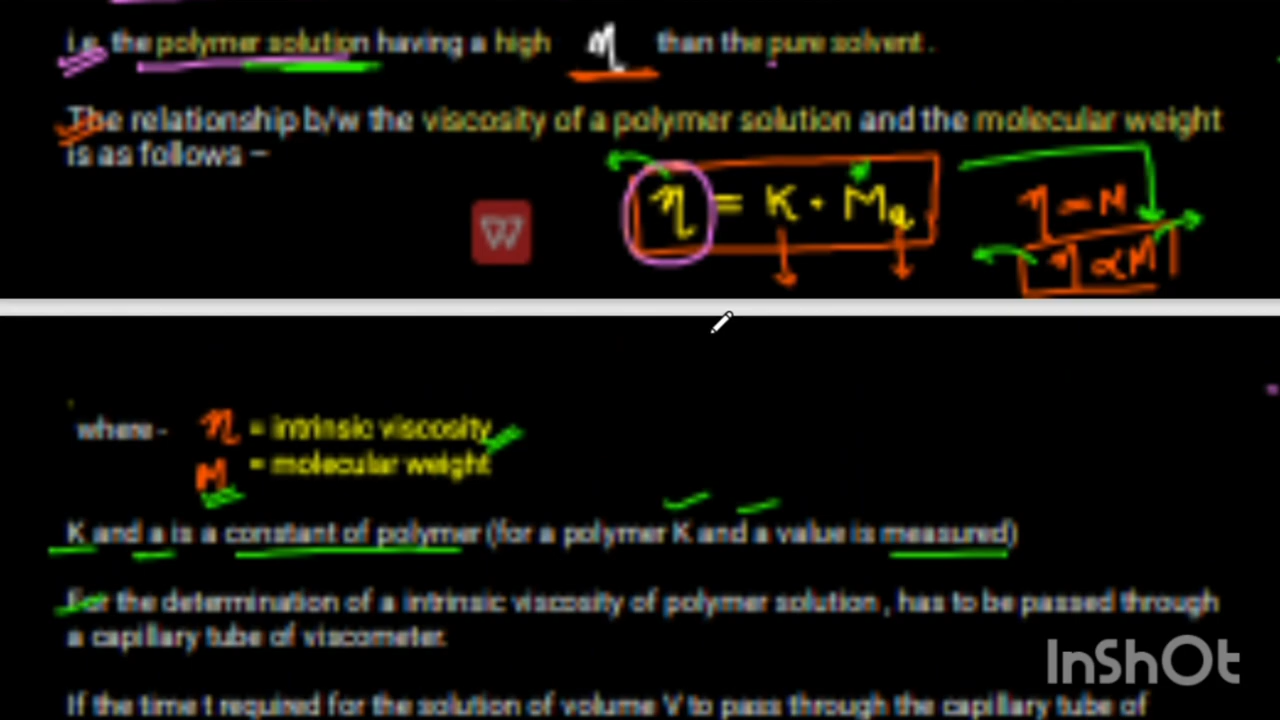 i.e. the polymer solution having a high η than the pure solvent .
The relationship b/w the viscosity of a polymer solution and the molecular weight
is as follows –
η = K · Ma
η – M
η ∝ M
W
where - η = intrinsic viscosity
M = molecular weight
K and a is a constant of polymer (for a polymer K and a value is measured)
For the determination of a intrinsic viscosity of polymer solution , has to be passed through
a capillary tube of viscometer.
If the time t required for the solution of volume V to pass through the capillary tube of
InShOt